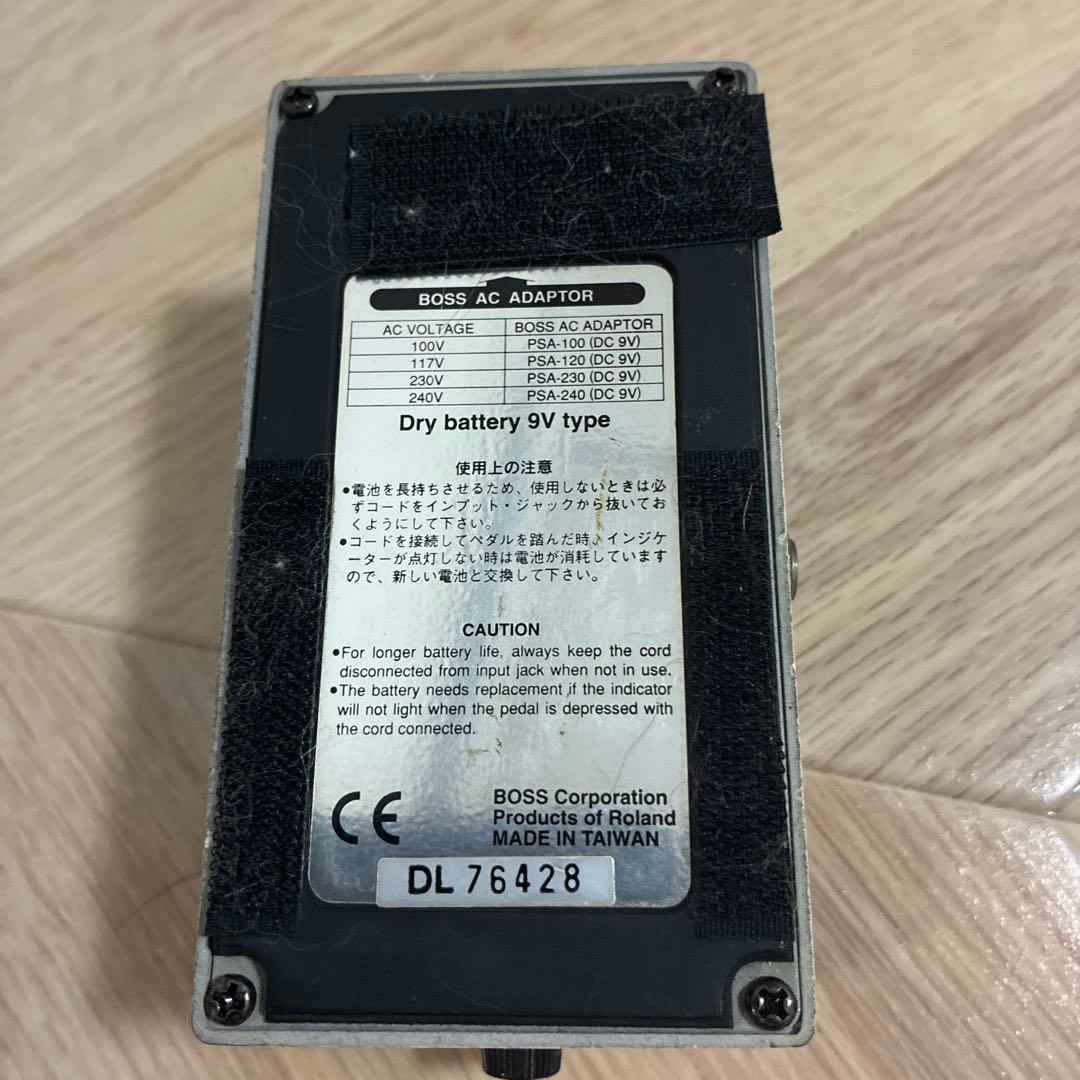 BOSS AC ADAPTOR
AC VOLTAGE BOSS AC ADAPTOR
100V PSA-100 (DC 9V)
117V PSA-120 (DC 9V)
230V PSA-230 (DC 9V)
240V PSA-240 (DC 9V)
Dry battery 9V type
使用上の注意
●電池を長持ちさせるため、使用しないときは必
ずコードをインプット・ジャックから抜いてお
くようにして下さい。
●コードを接続してペダルを踏んだ時、インジケ
ーターが点灯しない時は電池が消耗しています
ので、新しい電池と交換して下さい。
CAUTION
●For longer battery life, always keep the cord
disconnected from input jack when not in use.
●The battery needs replacement if the indicator
will not light when the pedal is depressed with
the cord connected.
CE
BOSS Corporation
Products of Roland
MADE IN TAIWAN
DL 76428